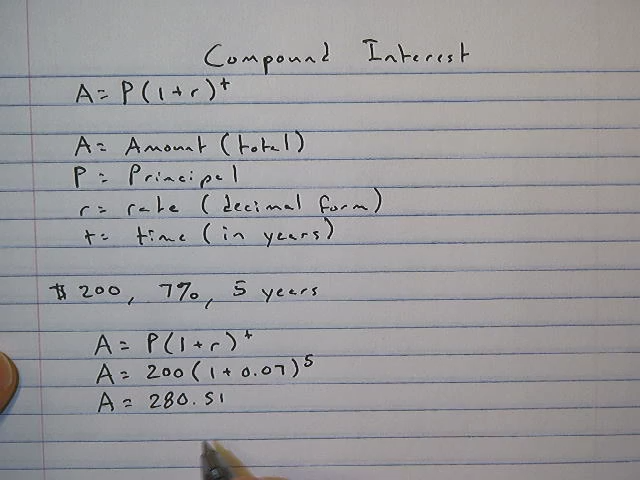 Compound Interest
A = P(1+r)^t
A = Amount (total)
P = Principal
r = rate (decimal form)
t = time (in years)
$200, 7%, 5 years
A = P(1+r)^t
A = 200(1+0.07)^5
A = 280.51